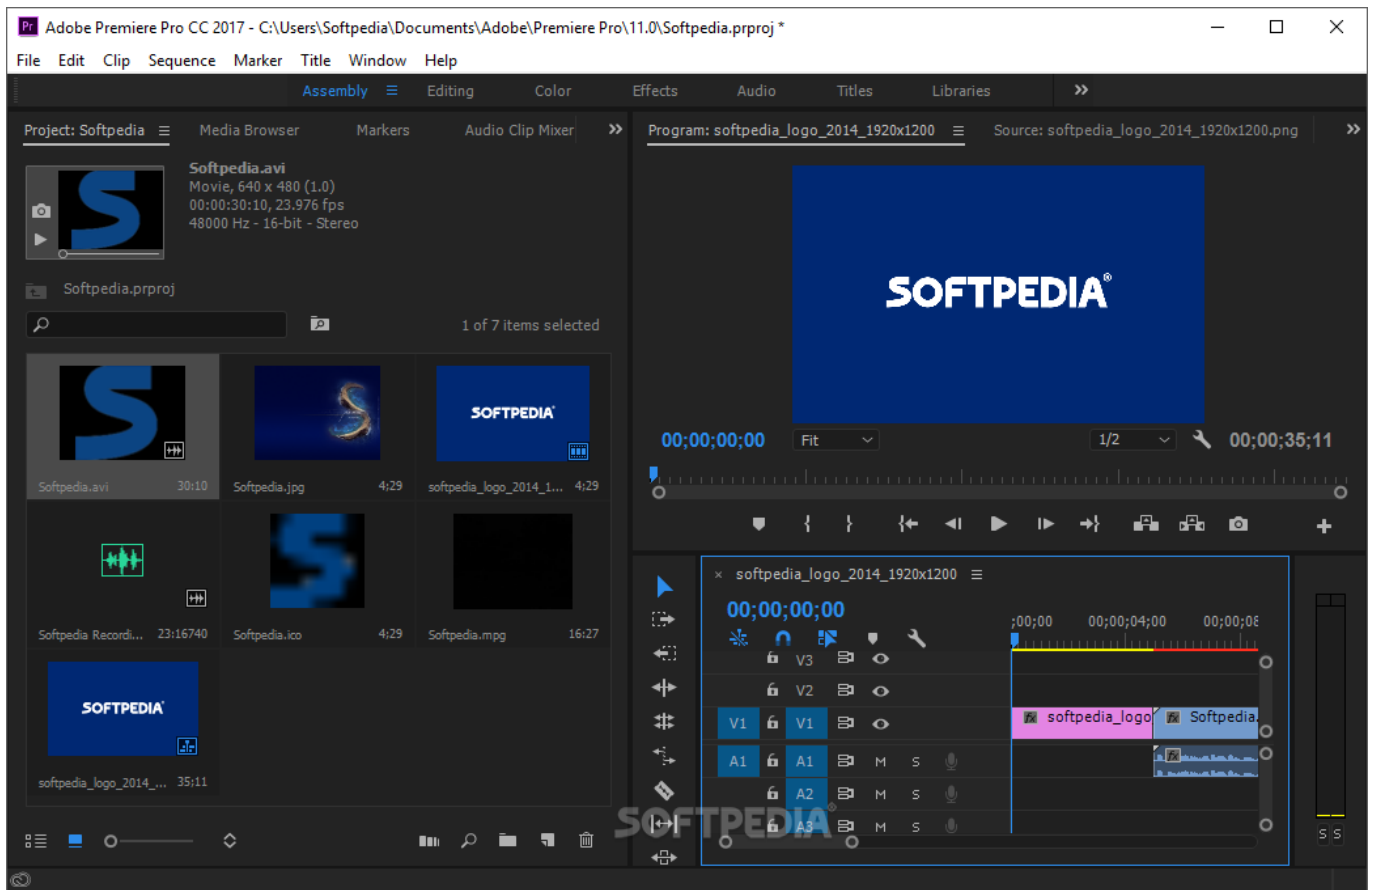 Pr Adobe Premiere Pro CC 2017 - C:\Users\Softpedia\Documents\Adobe\Premiere Pro\11.0\Softpedia.prproj *
File Edit Clip Sequence Marker Title Window Help
Assembly Editing Color Effects Audio Titles Libraries
Project: Softpedia Media Browser Markers Audio Clip Mixer
Softpedia.avi
Movie, 640 x 480 (1.0)
00:00:30:10, 23.976 fps
48000 Hz - 16-bit - Stereo
Softpedia.prproj
1 of 7 items selected
SOFTPEDIA
Softpedia.avi 30:10 Softpedia.jpg 4;29 softpedia_logo_2014_1... 4;29
Softpedia Recordi... 23:16740 Softpedia.ico 4;29 Softpedia.mpg 16:27
SOFTPEDIA
softpedia_logo_2014_... 35;11
Program: softpedia_logo_2014_1920x1200 Source: softpedia_logo_2014_1920x1200.png
SOFTPEDIA®
00;00;00;00 Fit 1/2 00;00;35;11
× softpedia_logo_2014_1920x1200
00;00;00;00
;00;00 00;00;04;00 00;00;08
V3
V2
V1 V1 fx softpedia_logo fx Softpedia.
A1 A1 M S fx
A2 M S
A3 M S
S S
SOFTPEDIA®